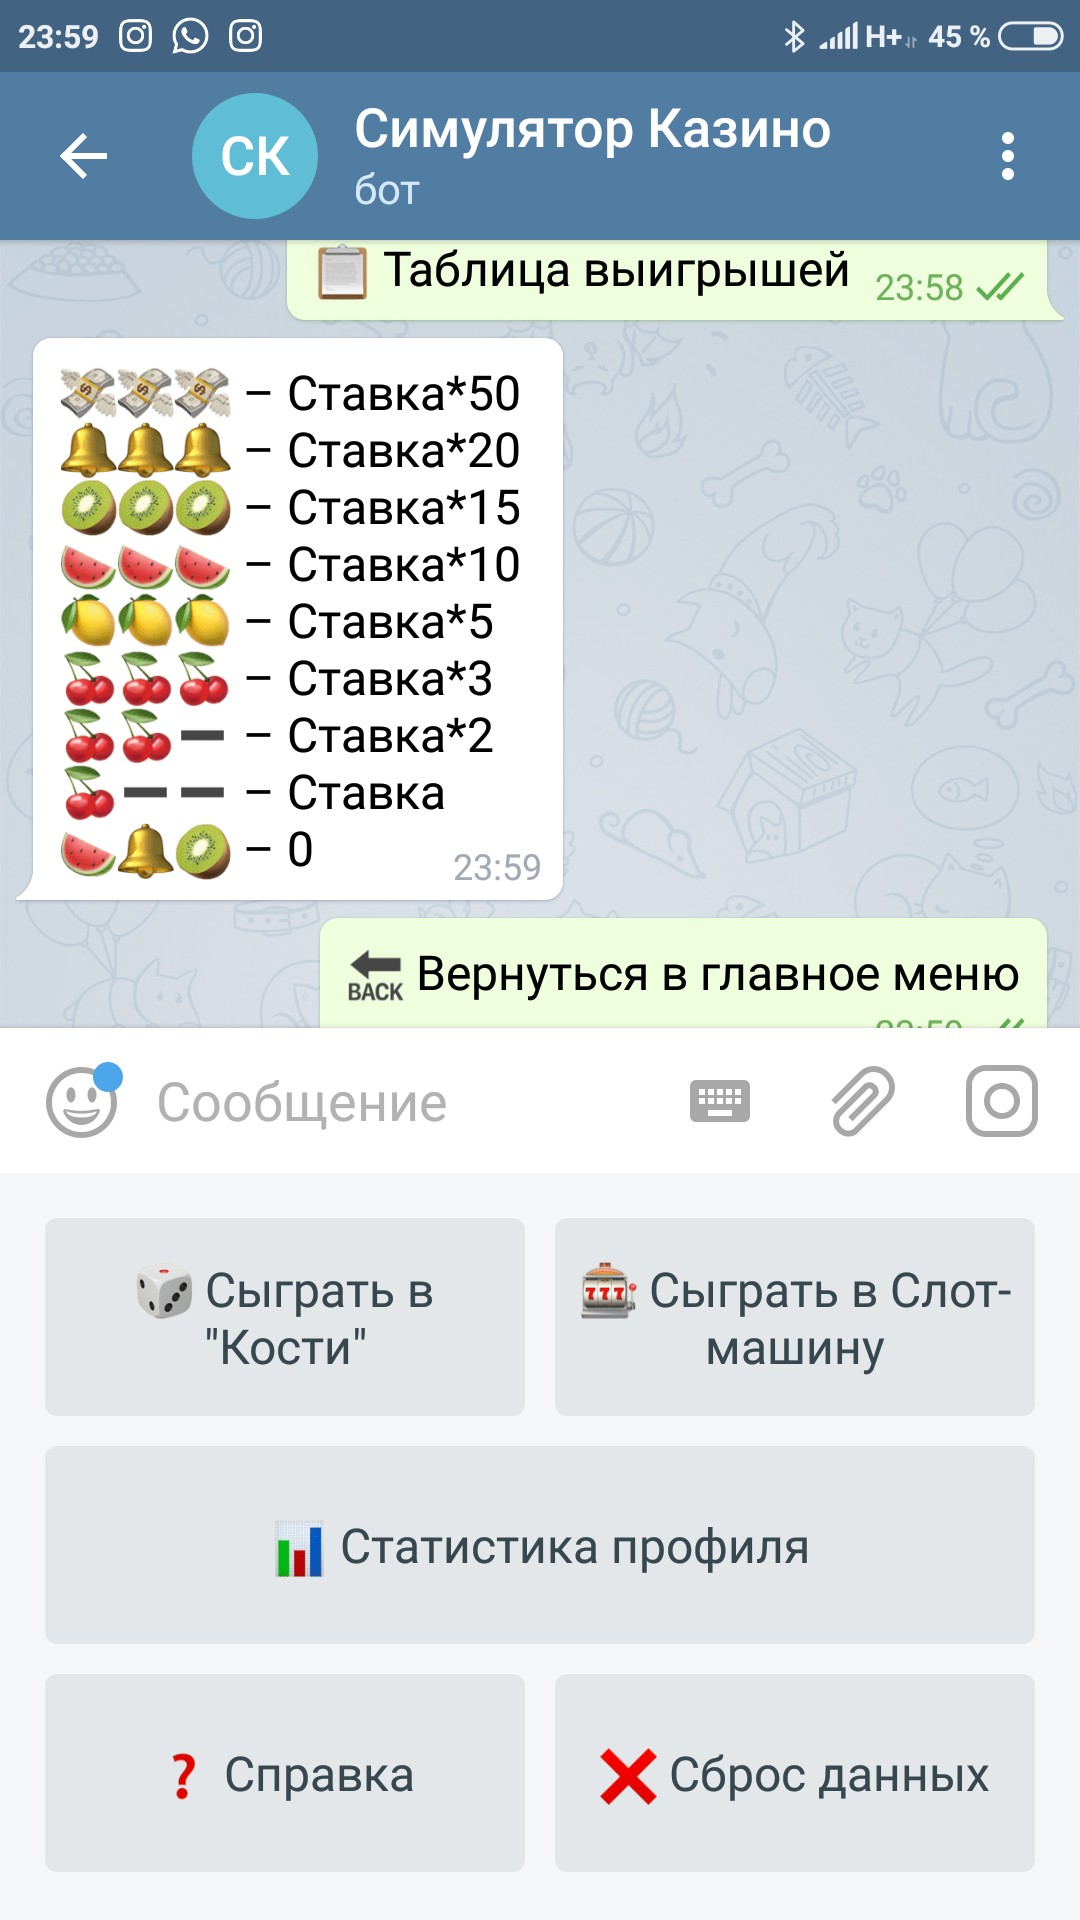 23:59 H+ 45 %
СК
Симулятор Казино
бот
Таблица выигрышей 23:58
– Ставка*50
– Ставка*20
– Ставка*15
– Ставка*10
– Ставка*5
– Ставка*3
– Ставка*2
– Ставка
– 0 23:59
BACK Вернуться в главное меню
Сообщение
Сыграть в
"Кости"
777 Сыграть в Слот-
машину
Статистика профиля
? Справка
Сброс данных